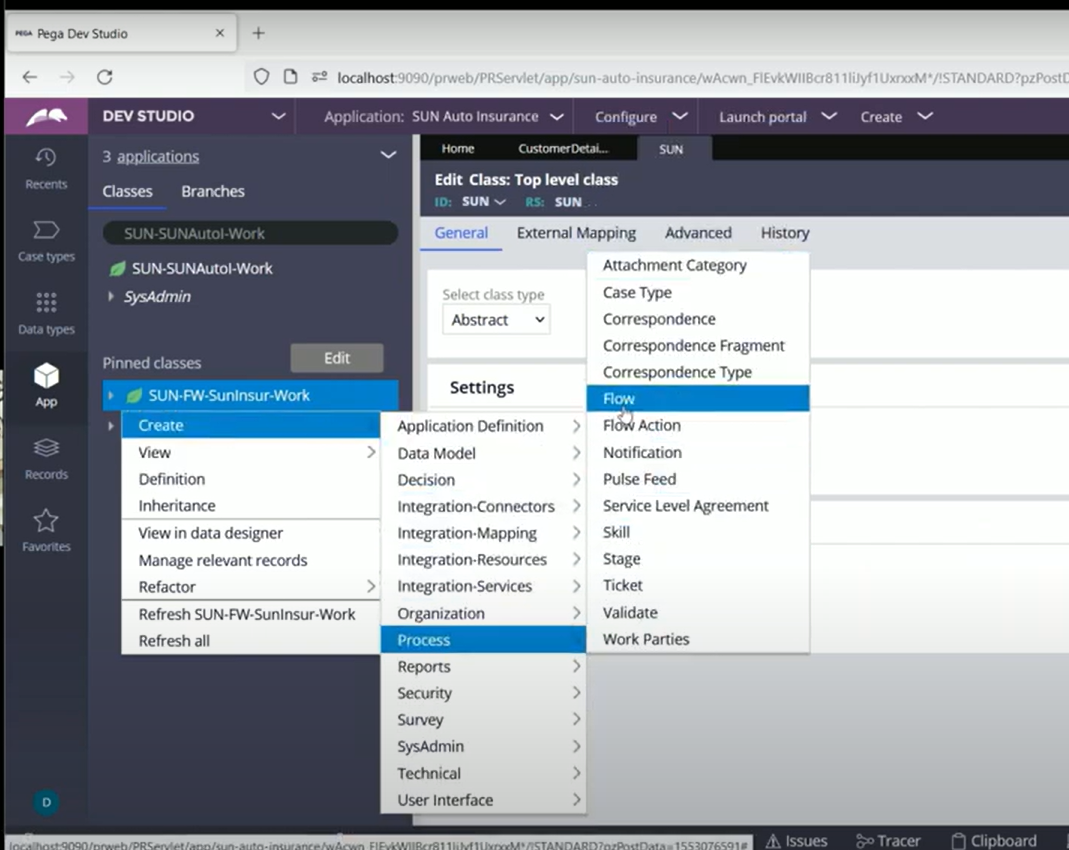 PEGA Pega Dev Studio
localhost:9090/prweb/PRServlet/app/sun-auto-insurance/wAcwn_FlEvkWIIBcr811liJyf1UxrxxM*/!STANDARD?pzPostD
DEV STUDIO Application: SUN Auto Insurance Configure Launch portal Create
Recents
Case types
Data types
App
Records
Favorites
D
3 applications
Classes Branches
SUN-SUNAutoI-Work
SUN-SUNAutoI-Work
SysAdmin
Pinned classes Edit
SUN-FW-SunInsur-Work
Home CustomerDetai... SUN
Edit Class: Top level class
ID: SUN RS: SUN
General External Mapping Advanced History
Select class type
Abstract
Settings
Create
View
Definition
Inheritance
View in data designer
Manage relevant records
Refactor
Refresh SUN-FW-SunInsur-Work
Refresh all
Application Definition
Data Model
Decision
Integration-Connectors
Integration-Mapping
Integration-Resources
Integration-Services
Organization
Process
Reports
Security
Survey
SysAdmin
Technical
User Interface
Attachment Category
Case Type
Correspondence
Correspondence Fragment
Correspondence Type
Flow
Flow Action
Notification
Pulse Feed
Service Level Agreement
Skill
Stage
Ticket
Validate
Work Parties
localhost:9090/prweb/PRServlet/app/sun-auto-insurance/wAcwn_FlEvkWIIBcr811liJyf1UxrxxM*/!STANDARD?pzPostData=1553076591#
Issues Tracer Clipboard